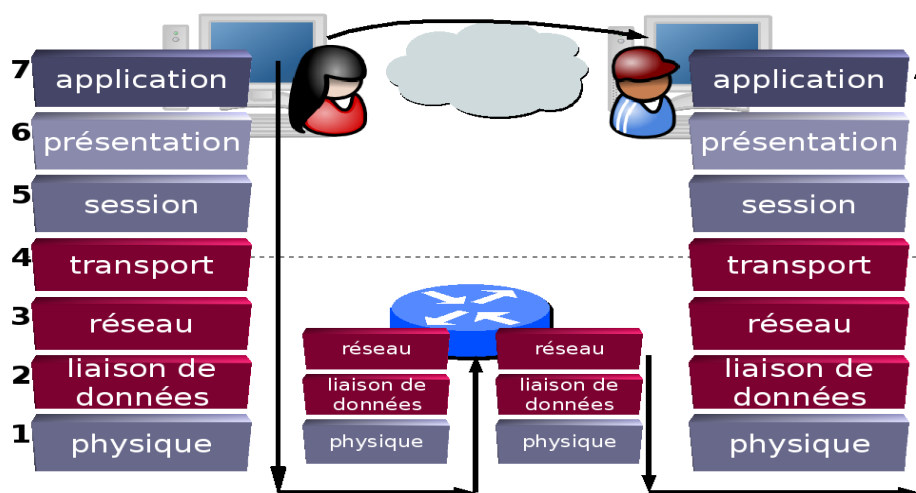 7 application
6 présentation
5 session
4 transport
3 réseau
2 liaison de
données
1 physique
réseau
liaison de
données
physique
réseau
liaison de
données
physique
application
présentation
session
transport
réseau
liaison de
données
physique